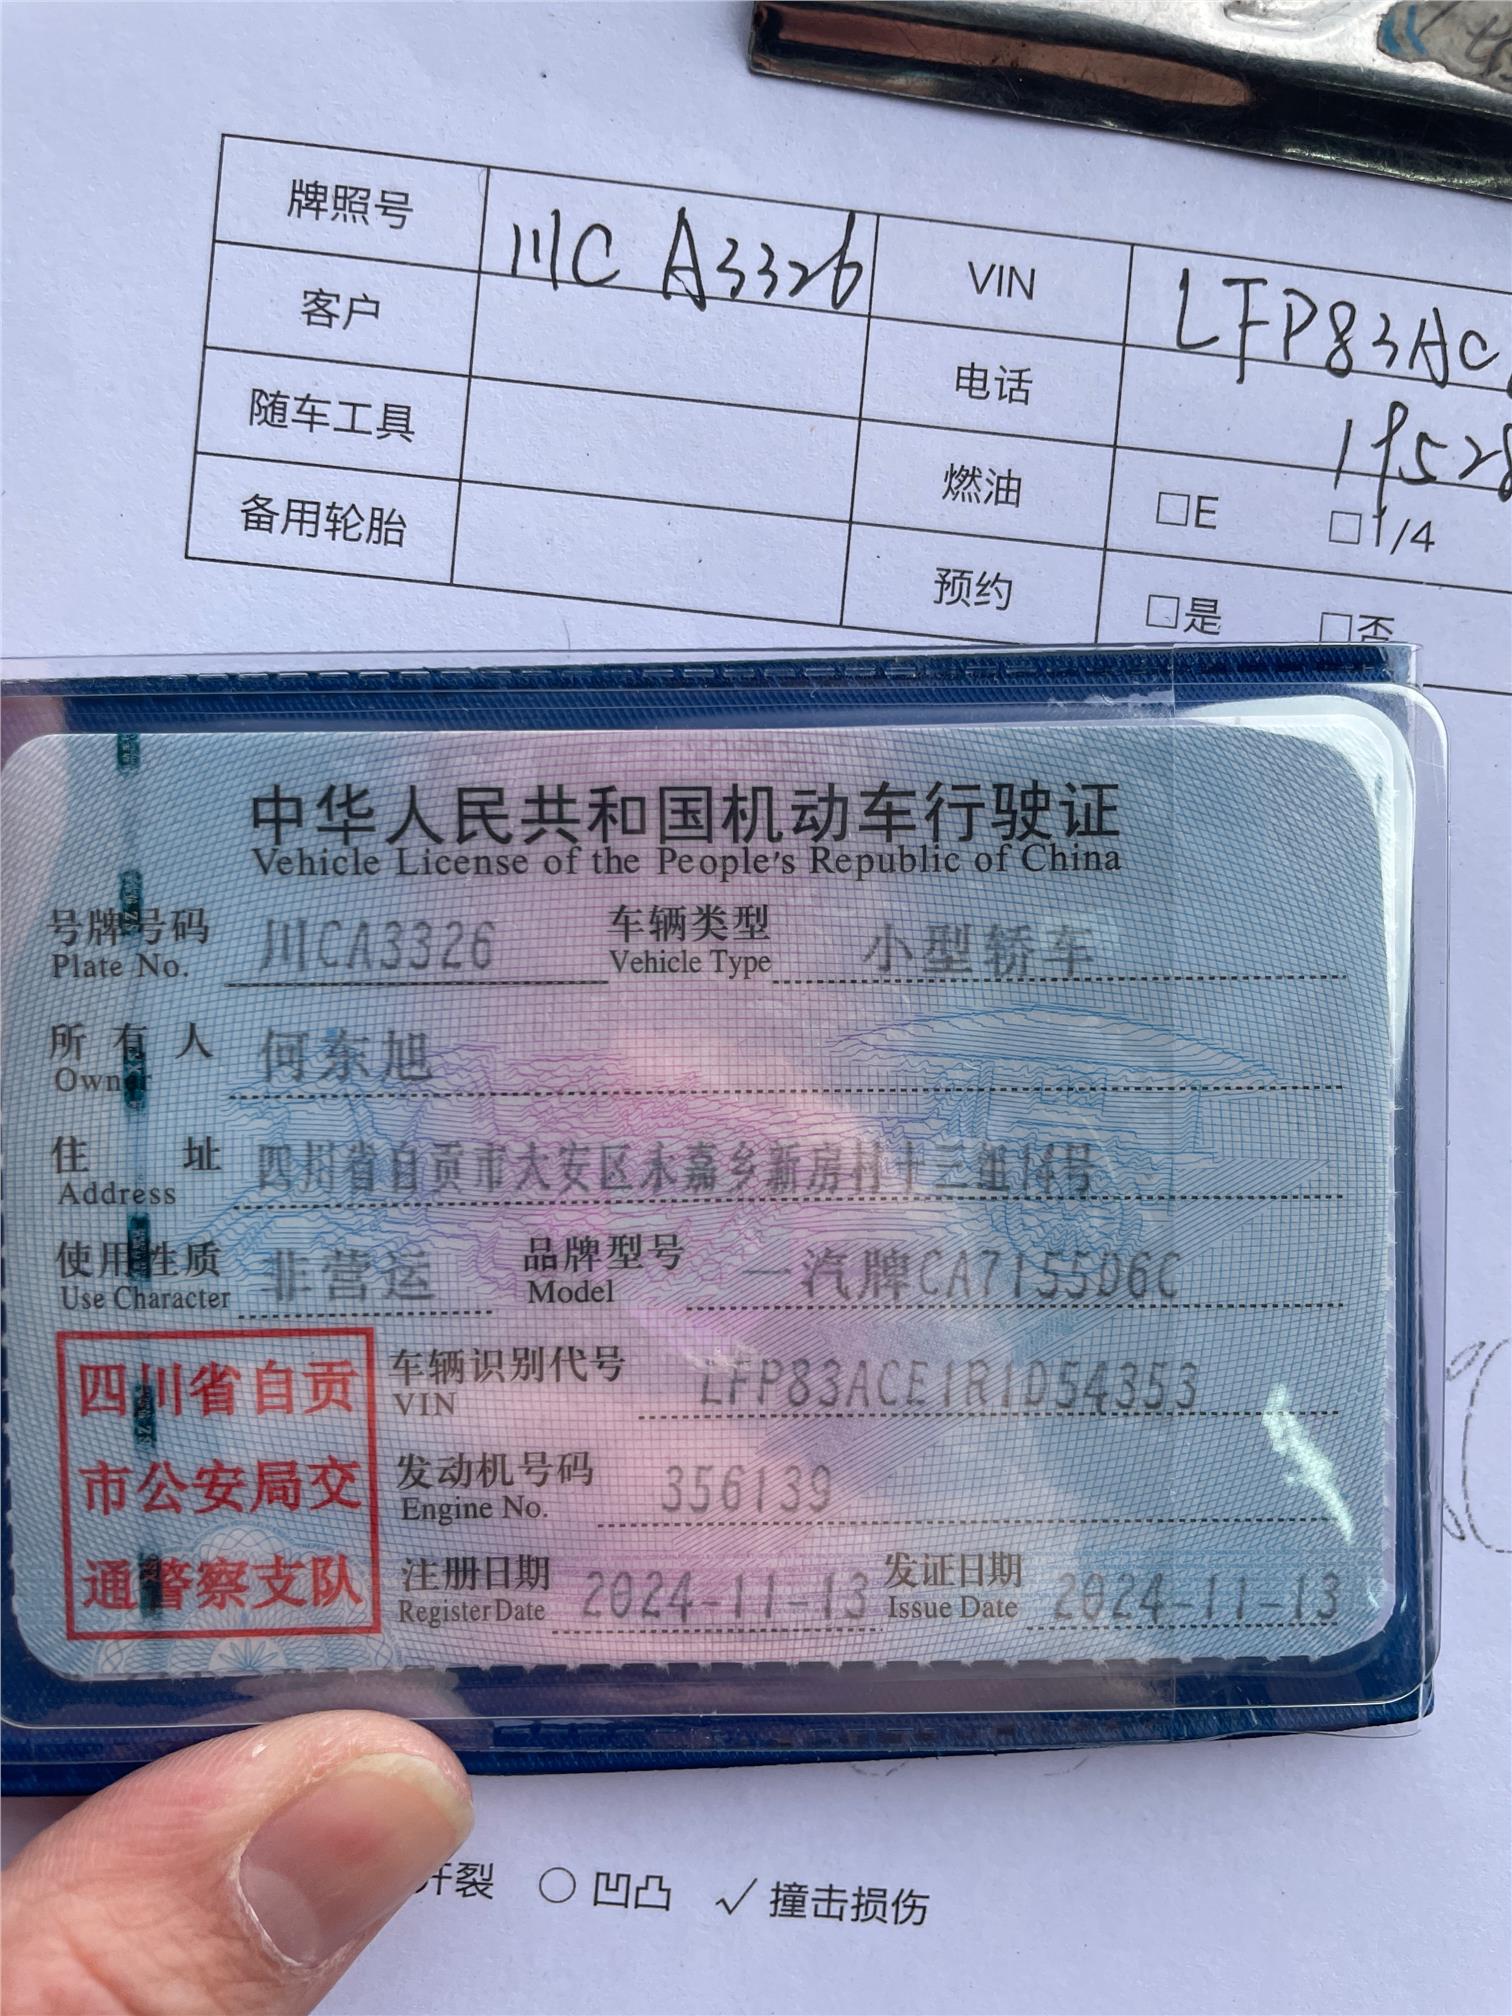 牌照号 川C A3326 VIN LFP83AC
客户 电话
随车工具 燃油 □E □1/4
备用轮胎 预约 □是 □否
中华人民共和国机动车行驶证
Vehicle License of the People's Republic of China
号牌号码 川CA3326 车辆类型 小型轿车
Plate No. Vehicle Type
所有人 何东旭
Owner
住址 四川省自贡市大安区永嘉乡新房村十三组14号
Address
使用性质 非营运 品牌型号 一汽牌CA7155D6C
Use Character Model
四川省自贡
市公安局交
通警察支队
车辆识别代号 LFP83ACE1R1D54353
VIN
发动机号码 356139
Engine No.
注册日期 2024-11-13 发证日期 2024-11-13
Register Date Issue Date
开裂 ○ 凹凸 √ 撞击损伤